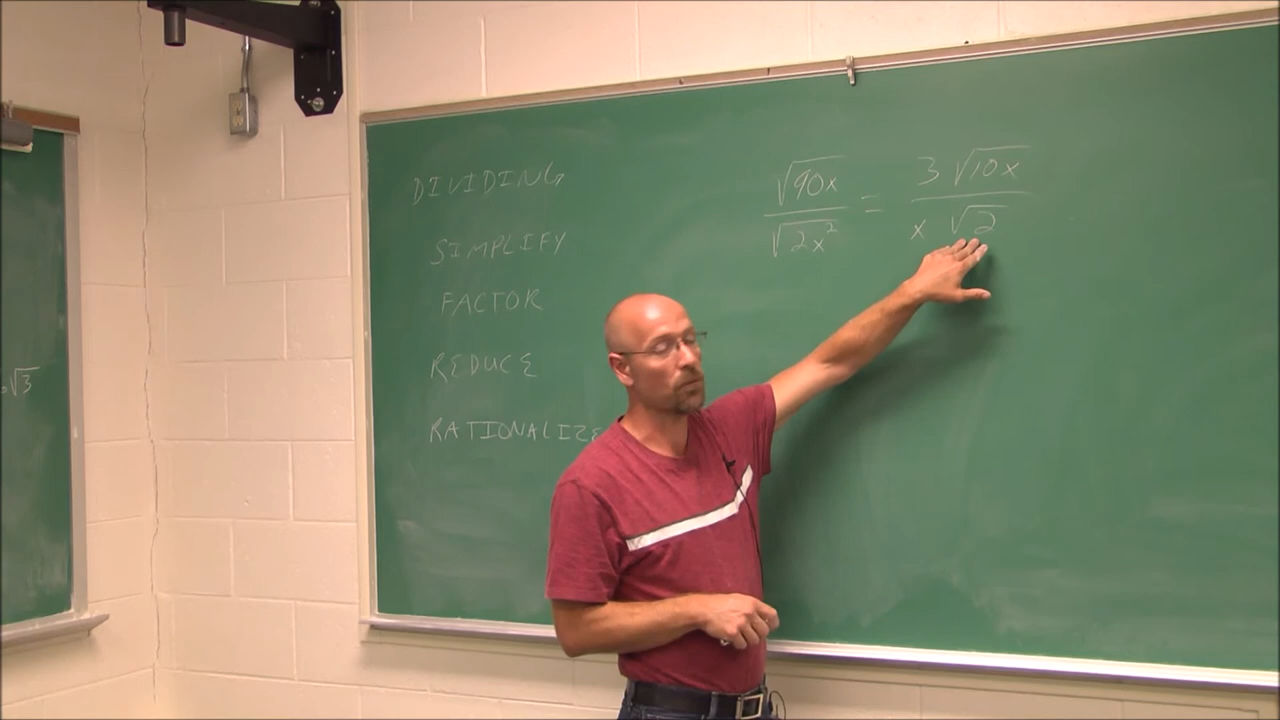 DIVIDING
SIMPLIFY
FACTOR
REDUCE
RATIONALIZE
√90x / √2x² = 3√10x / x√2
√3